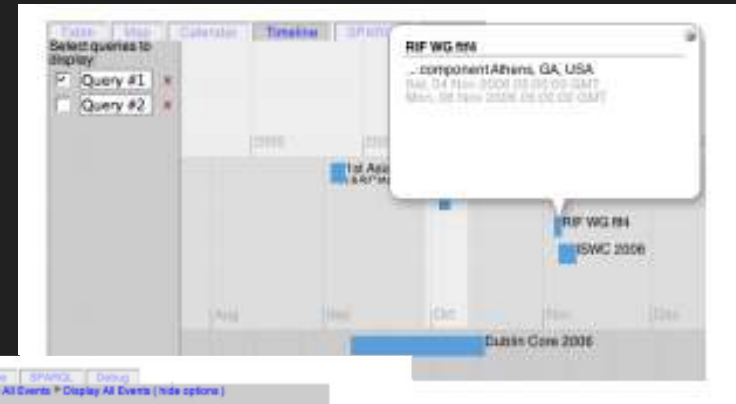 Table Map Calendar Timeline SPARQL
Select queries to
display:
Query #1
Query #2
RIF WG ftf4
... component Athens, GA, USA
Sat, 04 Nov 2006 05:00:00 GMT
Mon, 06 Nov 2006 05:00:00 GMT
1st Asia
RIF WG ftf4
ISWC 2006
Aug Sep Oct Nov Dec
Dublin Core 2006
SPARQL Debug
All Events Display All Events ( hide options )